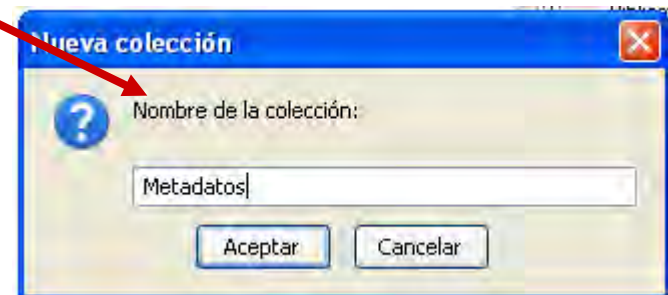 Nueva colección
Nombre de la colección:
Metadatos
Aceptar
Cancelar